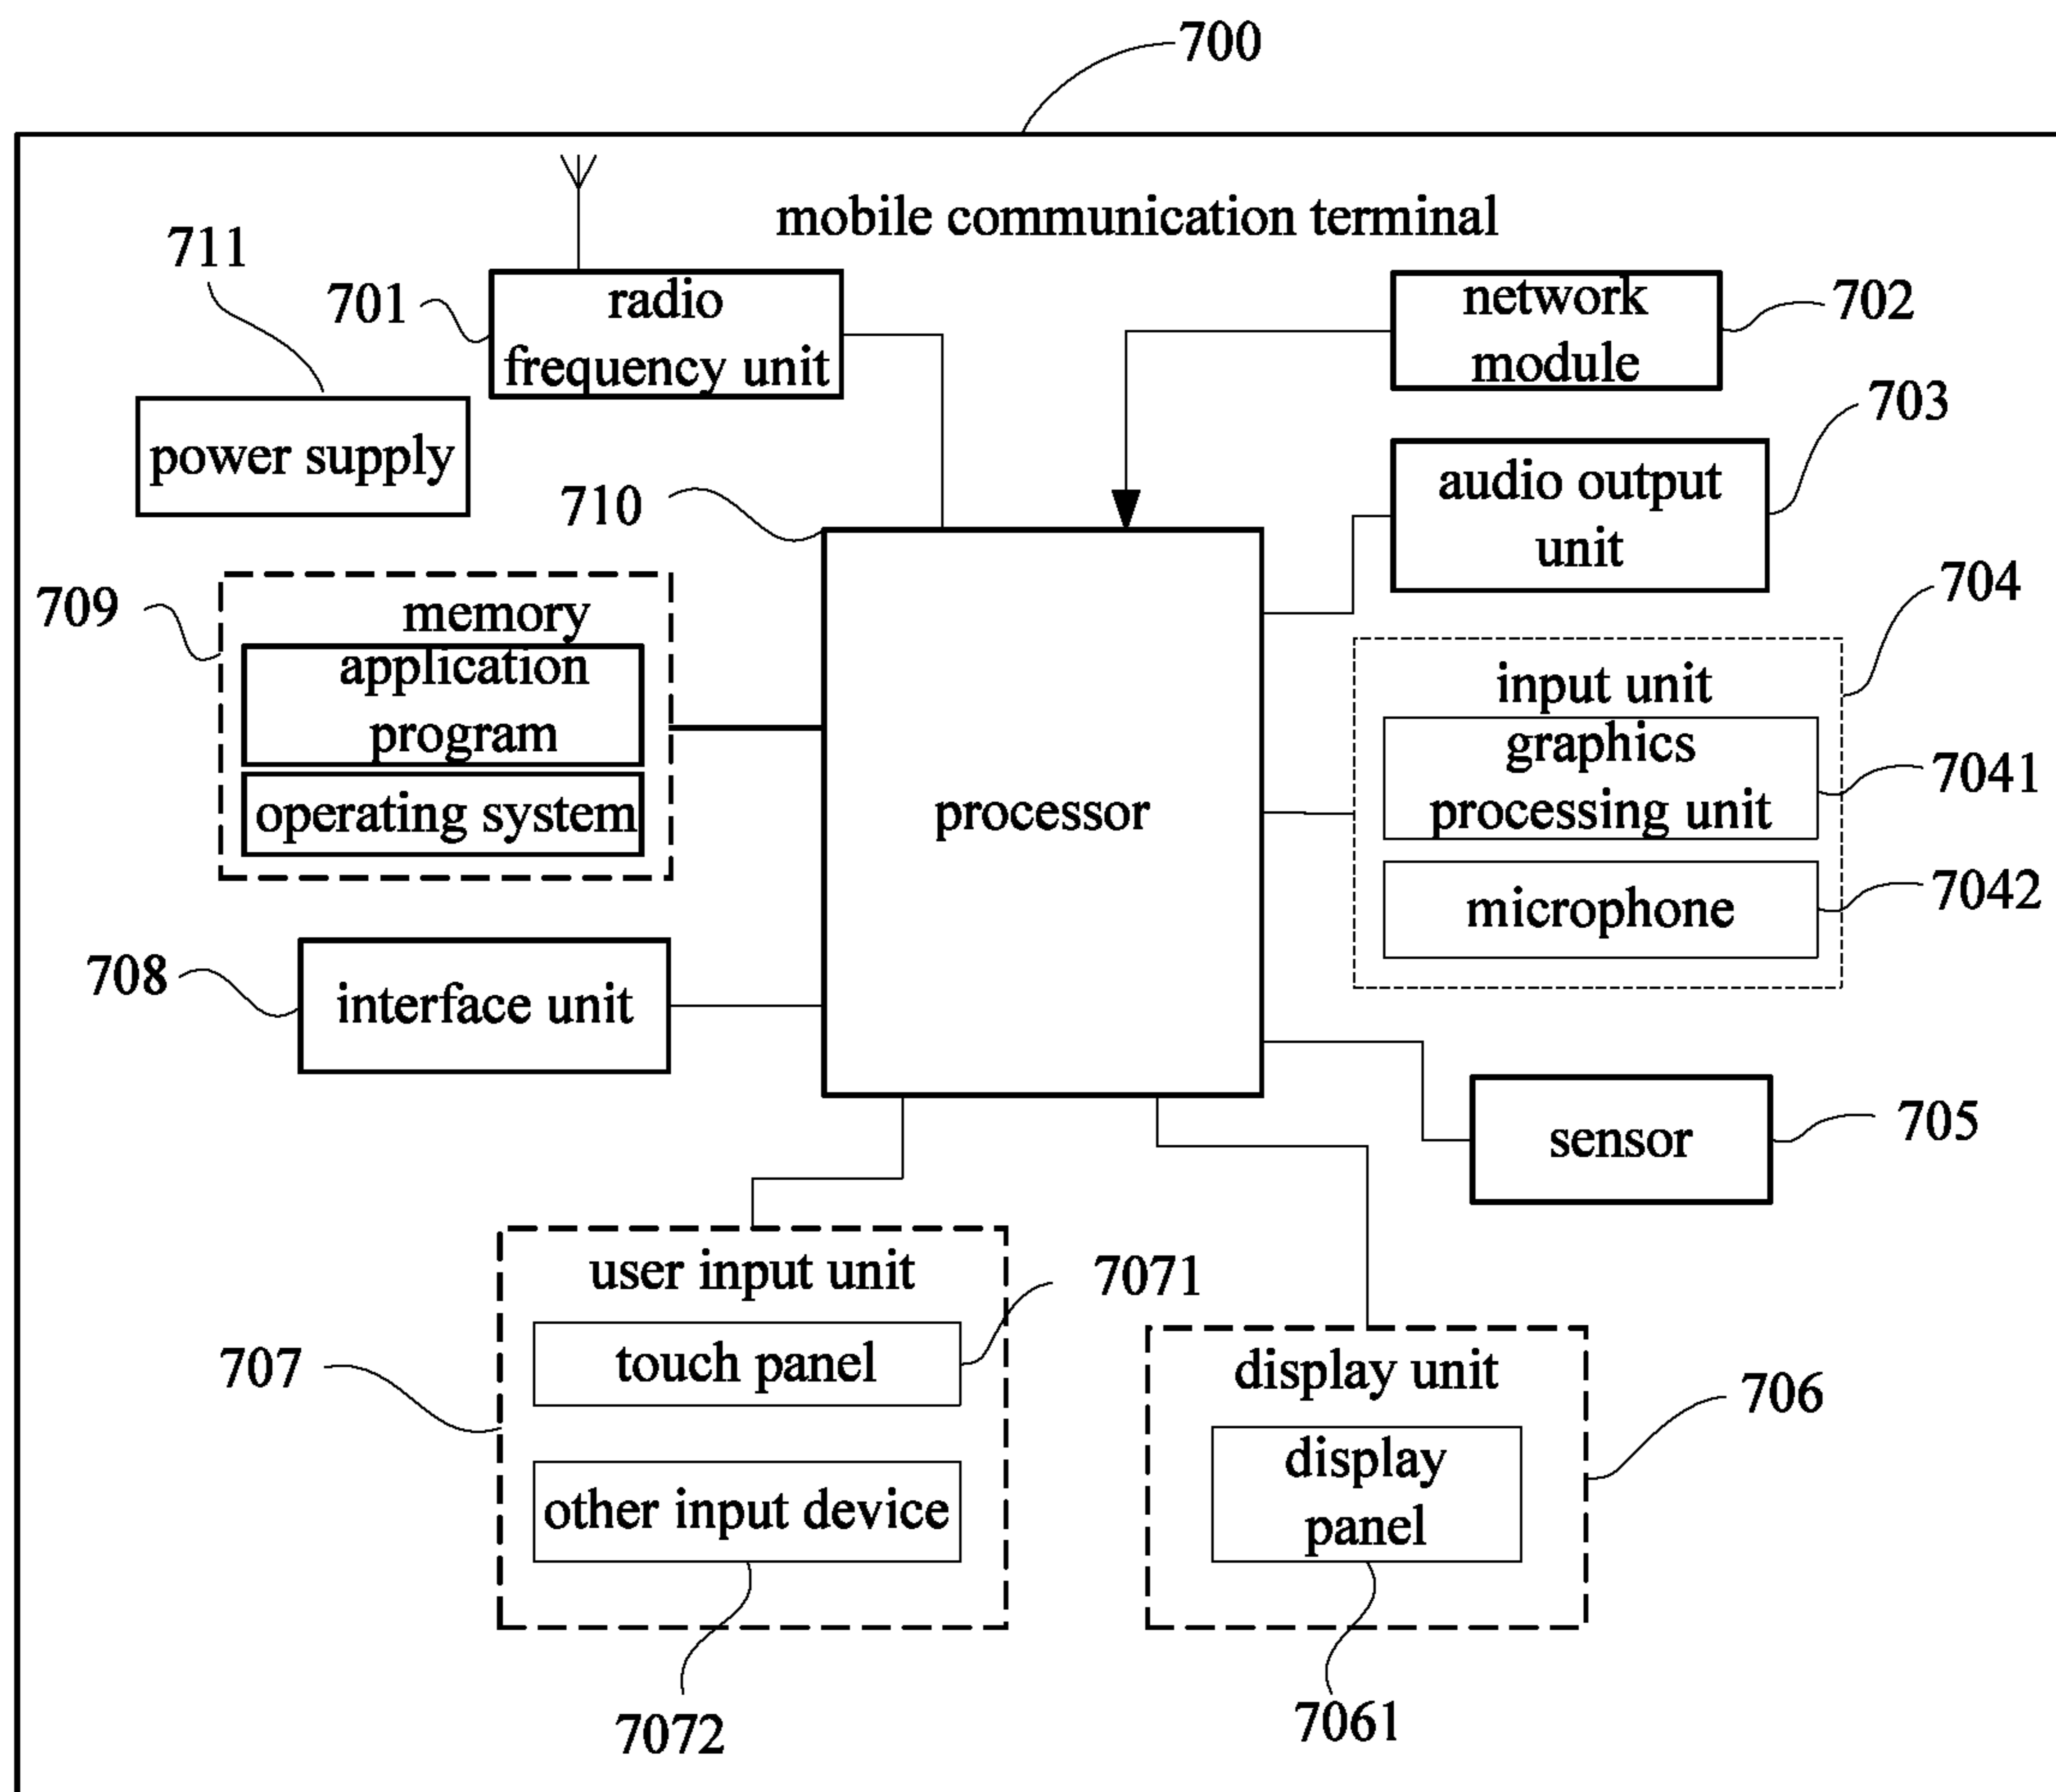 700
mobile communication terminal
711
701
radio
frequency unit
network
module
702
703
power supply
710
audio output
unit
704
709
memory
application
program
operating system
input unit
graphics
processing unit
7041
processor
microphone
7042
708
interface unit
705
sensor
user input unit
7071
707
touch panel
display unit
706
display
panel
other input device
7072
7061